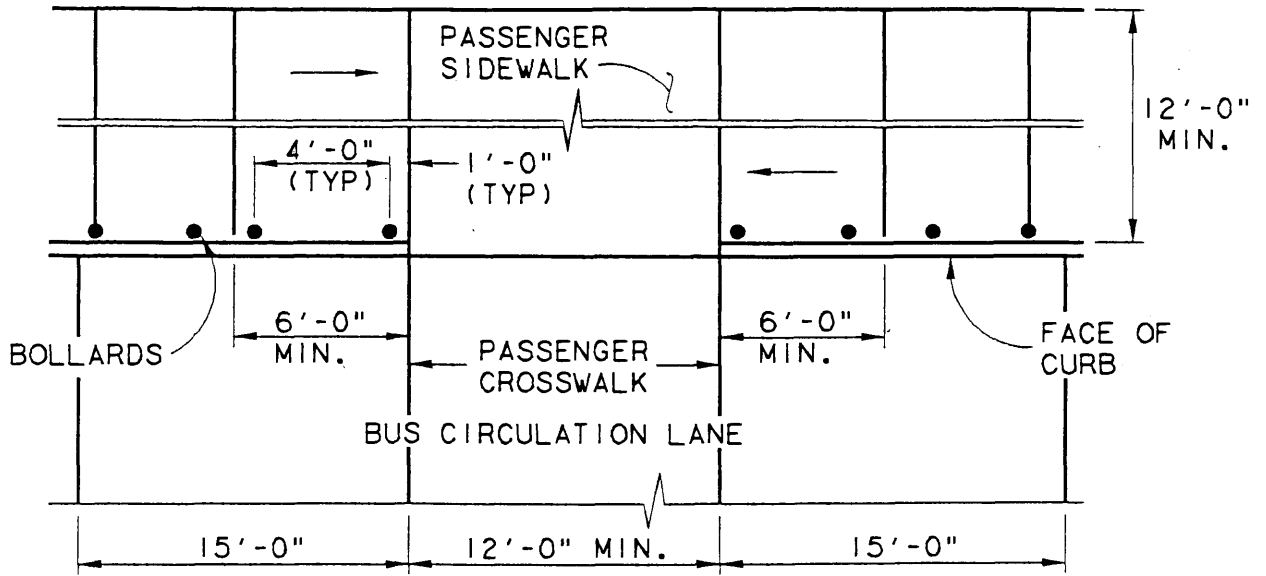 PASSENGER
SIDEWALK
12'-0"
MIN.
4'-0"
(TYP)
1'-0"
(TYP)
6'-0"
MIN.
6'-0"
MIN.
BOLLARDS
PASSENGER
CROSSWALK
FACE OF
CURB
BUS CIRCULATION LANE
15'-0"
12'-0" MIN.
15'-0"